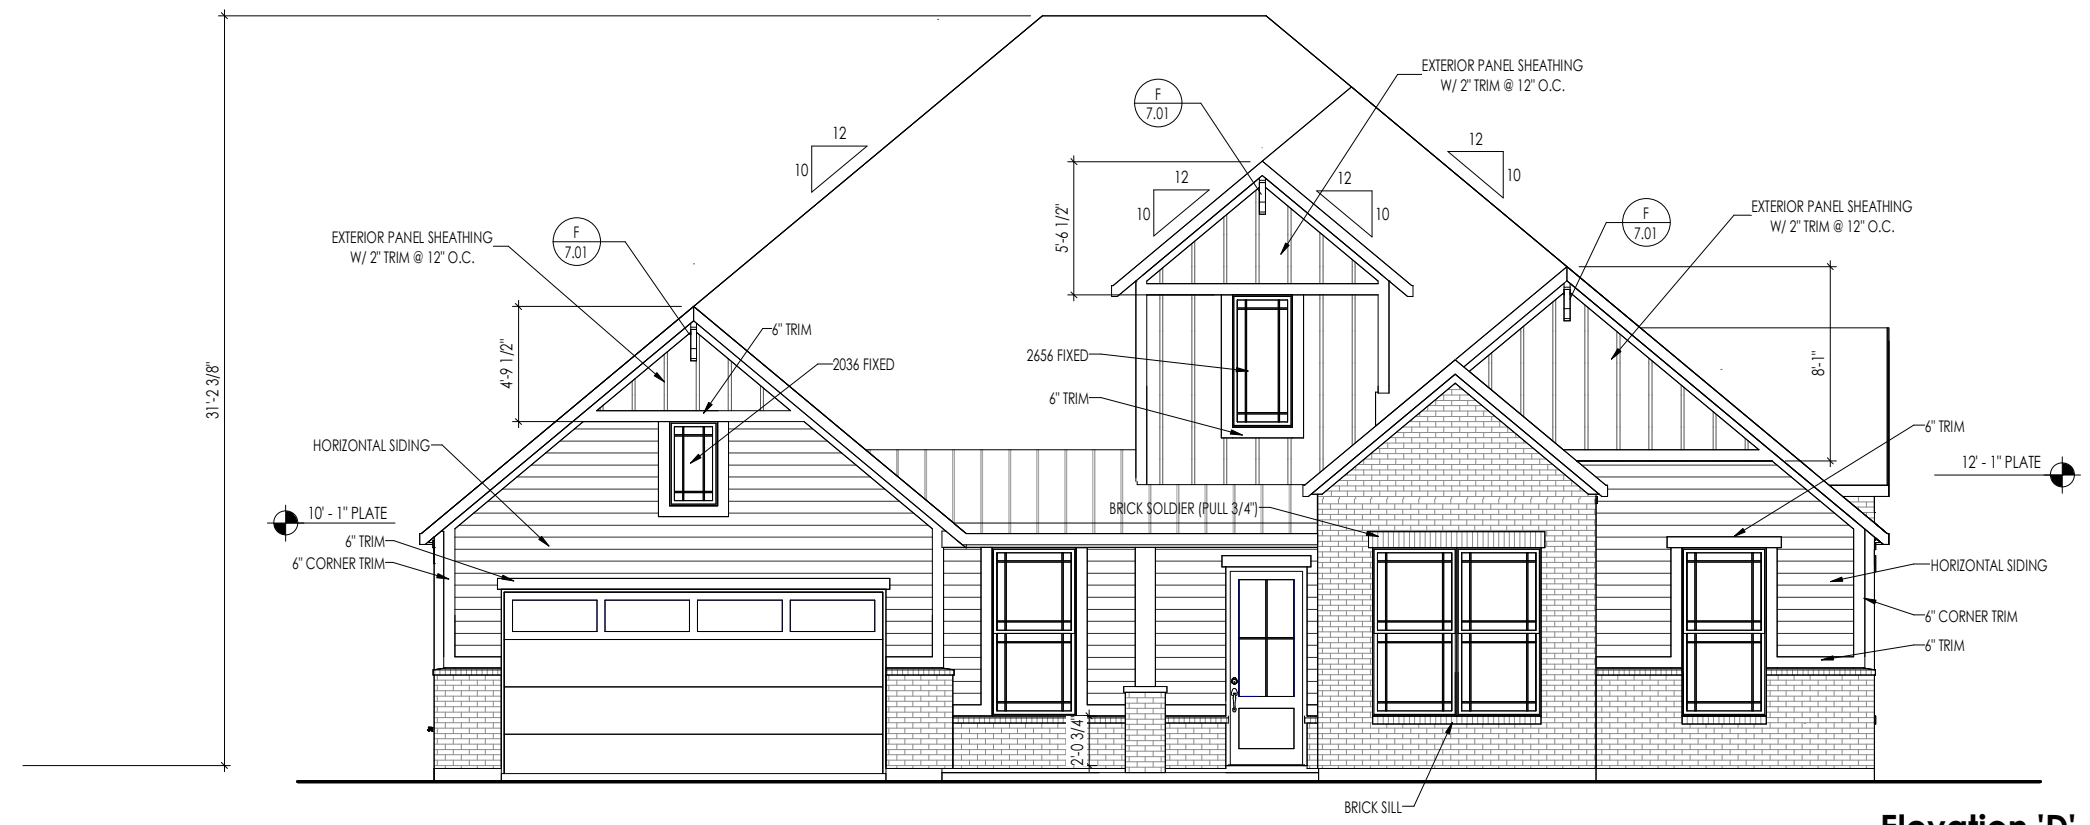 EXTERIOR PANEL SHEATHING
W/ 2" TRIM @ 12" O.C.
F
7.01
12
10
12
10
12
10
12
10
5'-6 1/2"
EXTERIOR PANEL SHEATHING
W/ 2" TRIM @ 12" O.C.
F
7.01
EXTERIOR PANEL SHEATHING
W/ 2" TRIM @ 12" O.C.
F
7.01
31'-2 3/8"
4'-9 1/2"
6" TRIM
2036 FIXED
2656 FIXED
6" TRIM
8'-1"
HORIZONTAL SIDING
6" TRIM
12' - 1" PLATE
10' - 1" PLATE
BRICK SOLDIER (PULL 3/4")
6" TRIM
6" CORNER TRIM
HORIZONTAL SIDING
6" CORNER TRIM
6" TRIM
2'-0 3/4"
BRICK SILL
Elevation 'D'